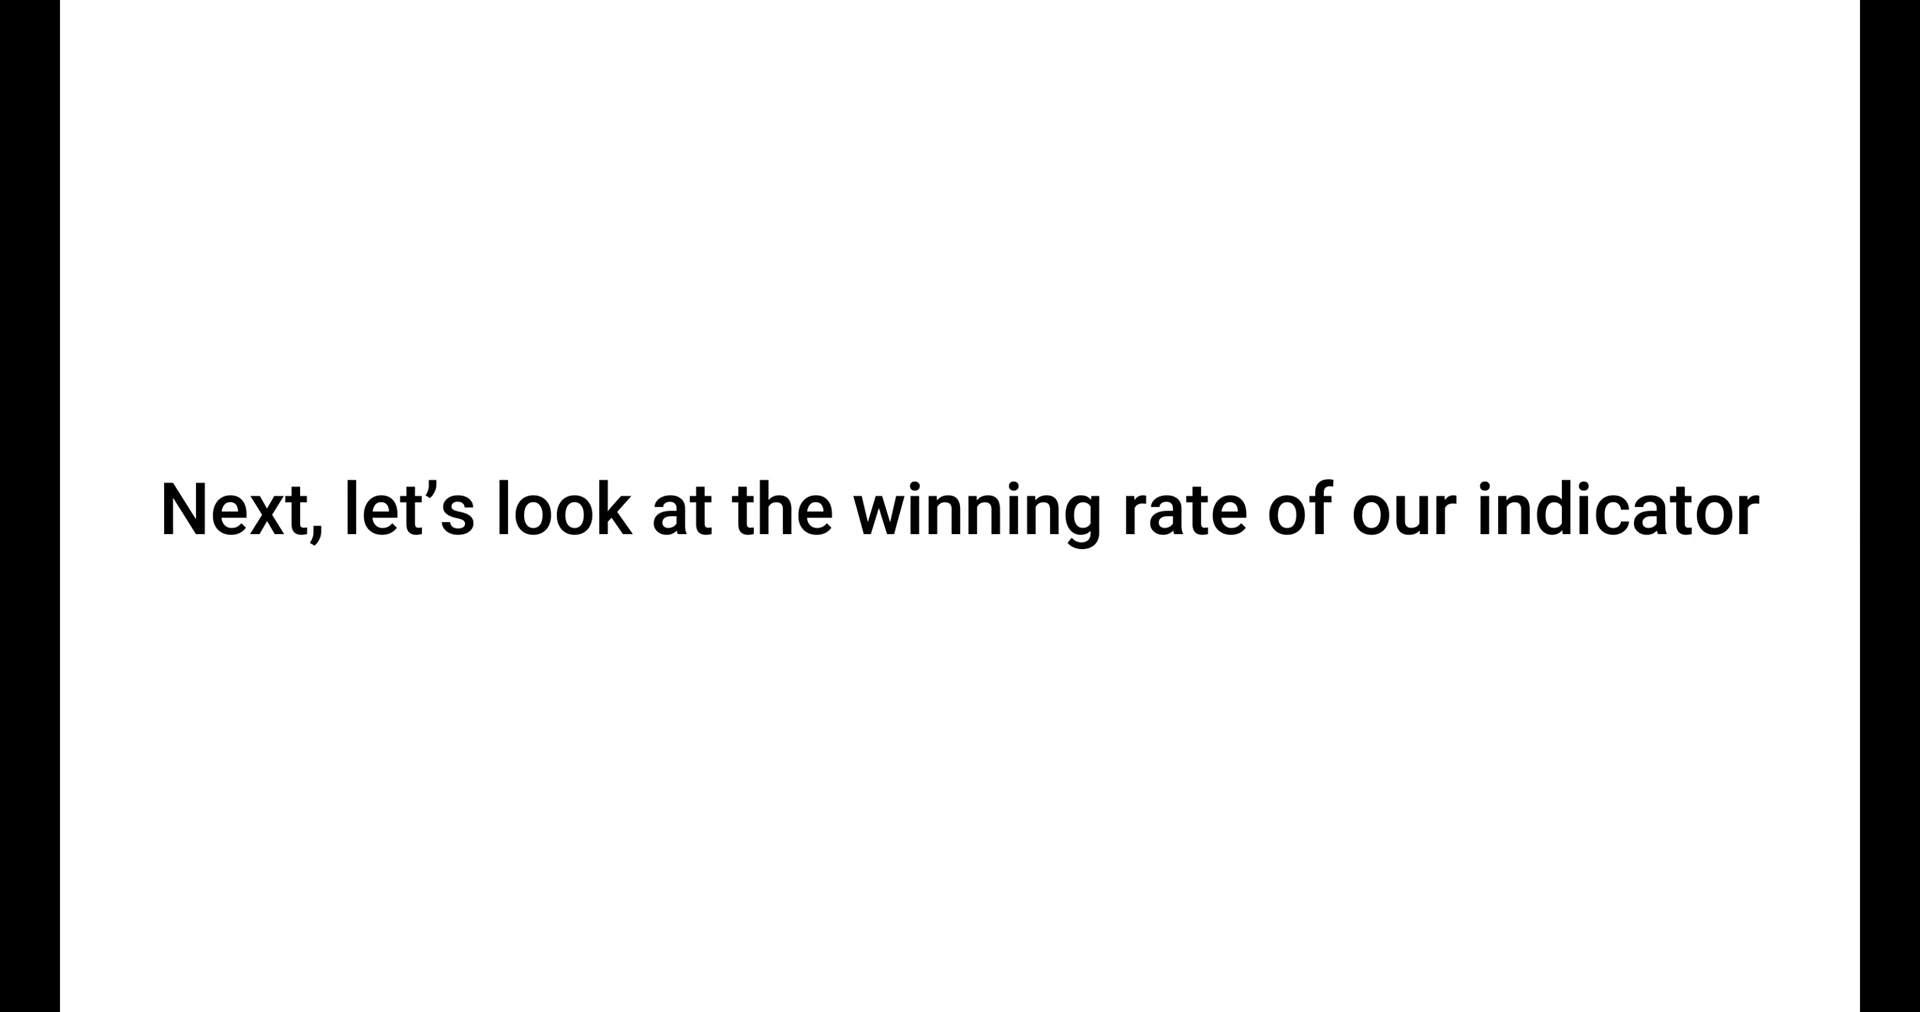 Next, let’s look at the winning rate of our indicator